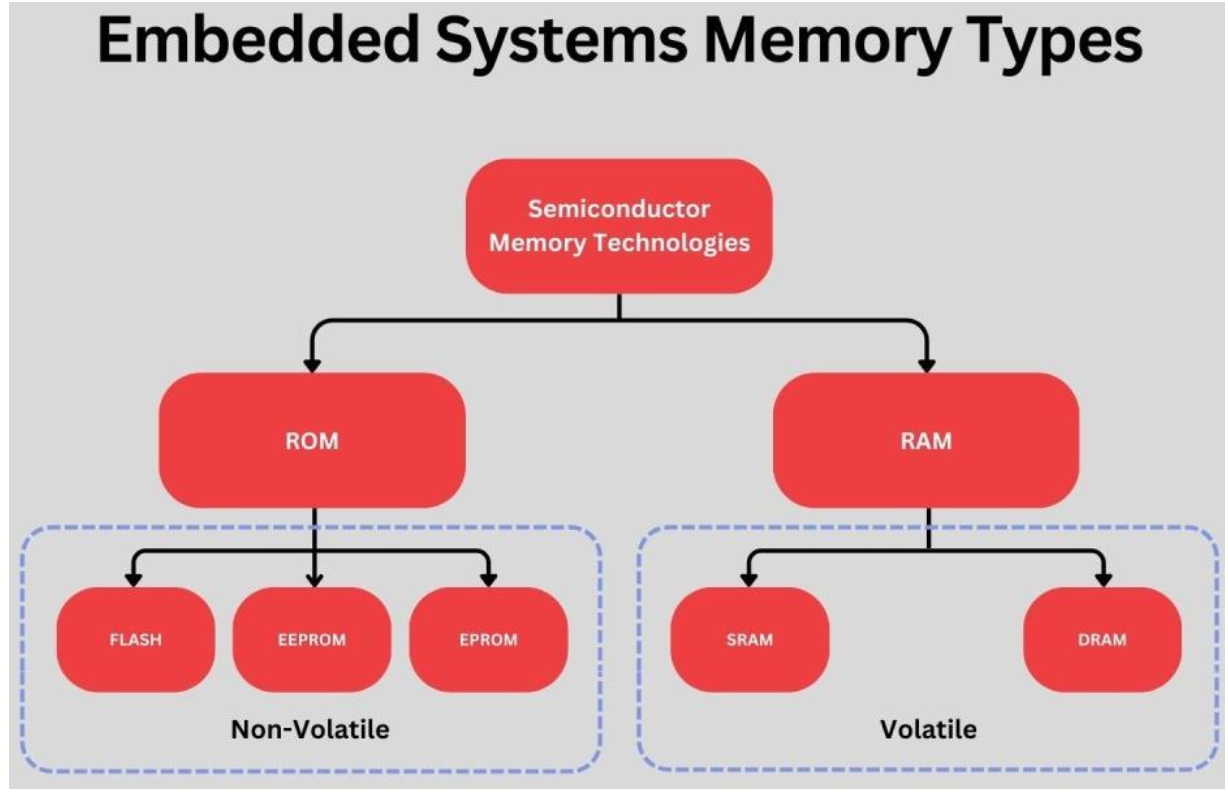 Embedded Systems Memory Types
Semiconductor
Memory Technologies
ROM
RAM
FLASH
EEPROM
EPROM
SRAM
DRAM
Non-Volatile
Volatile